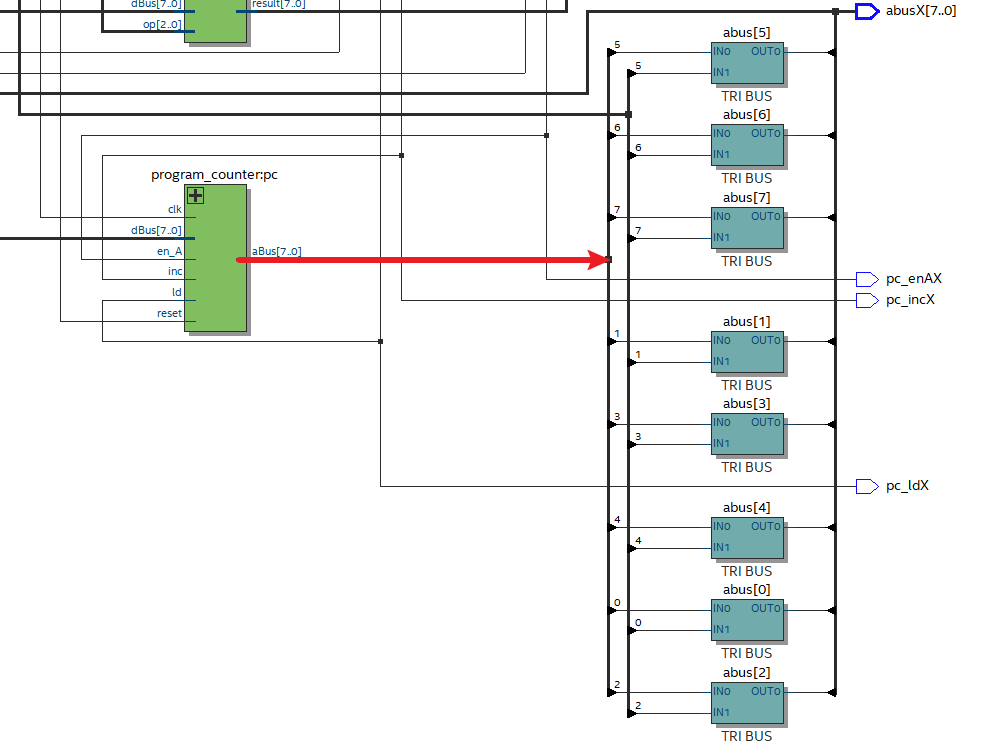 dBus[7..0] result[7..0]
op[2..0]
abusX[7..0]
abus[5]
5 IN0 OUT0
5 IN1
TRI BUS
abus[6]
6 IN0 OUT0
6 IN1
TRI BUS
program_counter:pc
abus[7]
clk
7 IN0 OUT0
dBus[7..0]
7 IN1
en_A aBus[7..0]
TRI BUS
inc
pc_enAX
ld
pc_incX
reset
abus[1]
1 IN0 OUT0
1 IN1
TRI BUS
abus[3]
3 IN0 OUT0
3 IN1
TRI BUS
pc_ldX
abus[4]
4 IN0 OUT0
4 IN1
TRI BUS
abus[0]
0 IN0 OUT0
0 IN1
TRI BUS
abus[2]
2 IN0 OUT0
2 IN1
TRI BUS